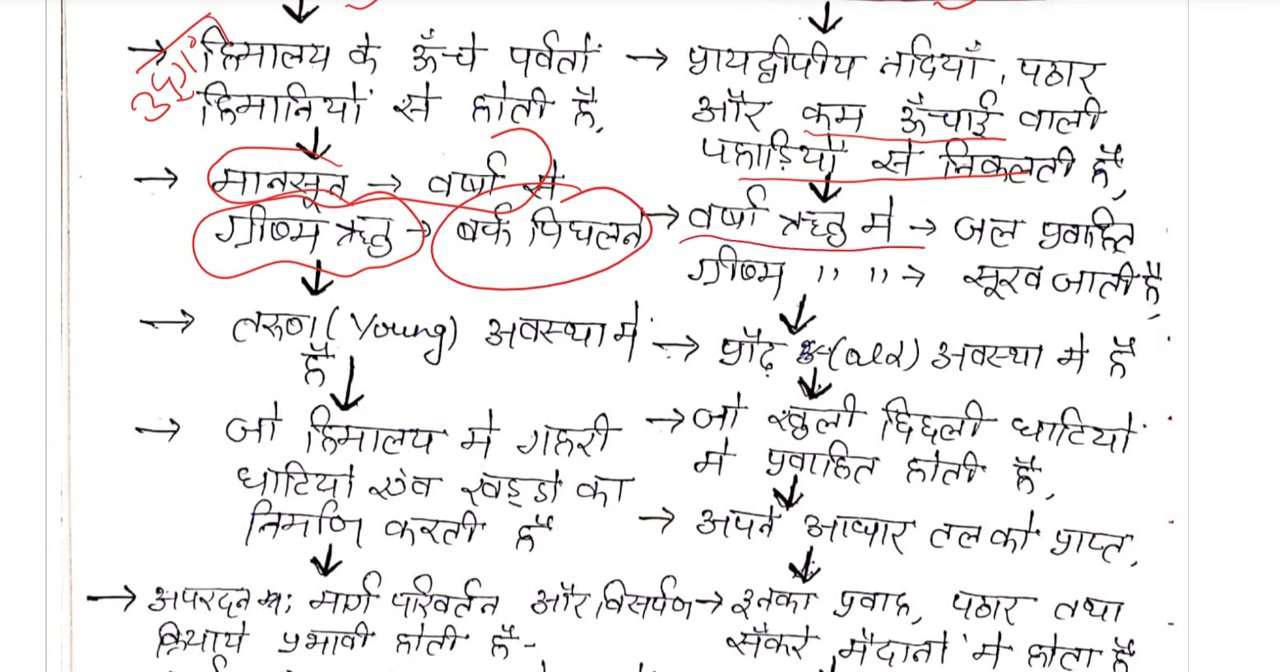 उद्गम
→ हिमालय के ऊँचे पर्वतों
हिमानियों से होती है,
→ मानसून → वर्षा से
ग्रीष्म ऋतु → बर्फ पिघलने
→ तरुण (Young) अवस्था में
है
→ जो हिमालय में गहरी
घाटियों एंव खड्डो का
निर्माण करती है
→ अपरदनक्ष; मार्ग परिवर्तन और विसर्पण
क्रियाये प्रभावी होती है -
→ प्रायद्वीपीय नदियाँ, पठार
और कम ऊँचाई वाली
पहाड़ियों से निकलती है,
→ वर्षा ऋतु में → जल प्रवाहित
ग्रीष्म ,, ,, → सूख जाती है,
→ प्रौढ़ (old) अवस्था में है
→ जो खुली छिछली घाटियों
में प्रवाहित होती है,
→ अपने आधार तल को प्राप्त,
→ इनका प्रवाह, पठार तथा
सँकरे मैदानों में होता है